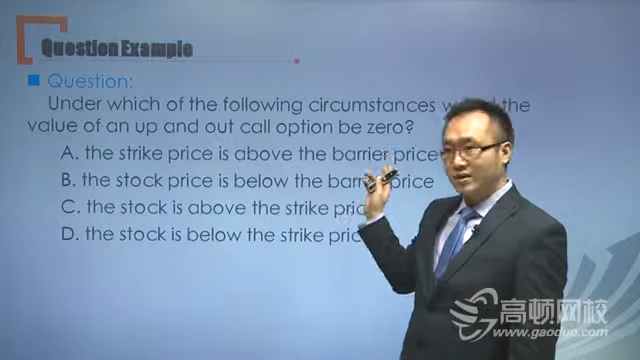 Question Example
Question:
Under which of the following circumstances the
value of an up and out call option be zero?
A. the strike price is above the barrier price
B. the stock price is below the barrier price
C. the stock is above the strike
D. the stock is below the strike
高顿网校
www.gaodun.com